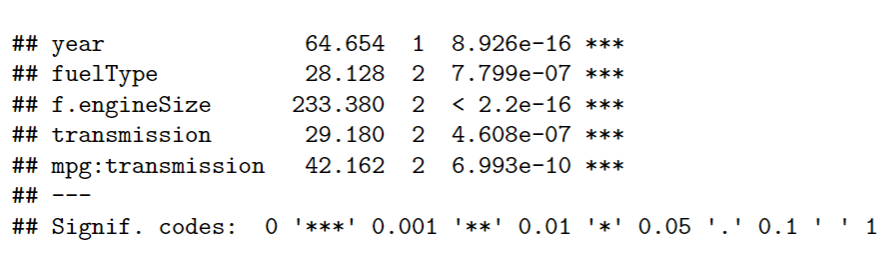 ## year 64.654 1 8.926e-16 ***
## fuelType 28.128 2 7.799e-07 ***
## f.engineSize 233.380 2 < 2.2e-16 ***
## transmission 29.180 2 4.608e-07 ***
## mpg:transmission 42.162 2 6.993e-10 ***
## ---
## Signif. codes: 0 '***' 0.001 '**' 0.01 '*' 0.05 '.' 0.1 ' ' 1